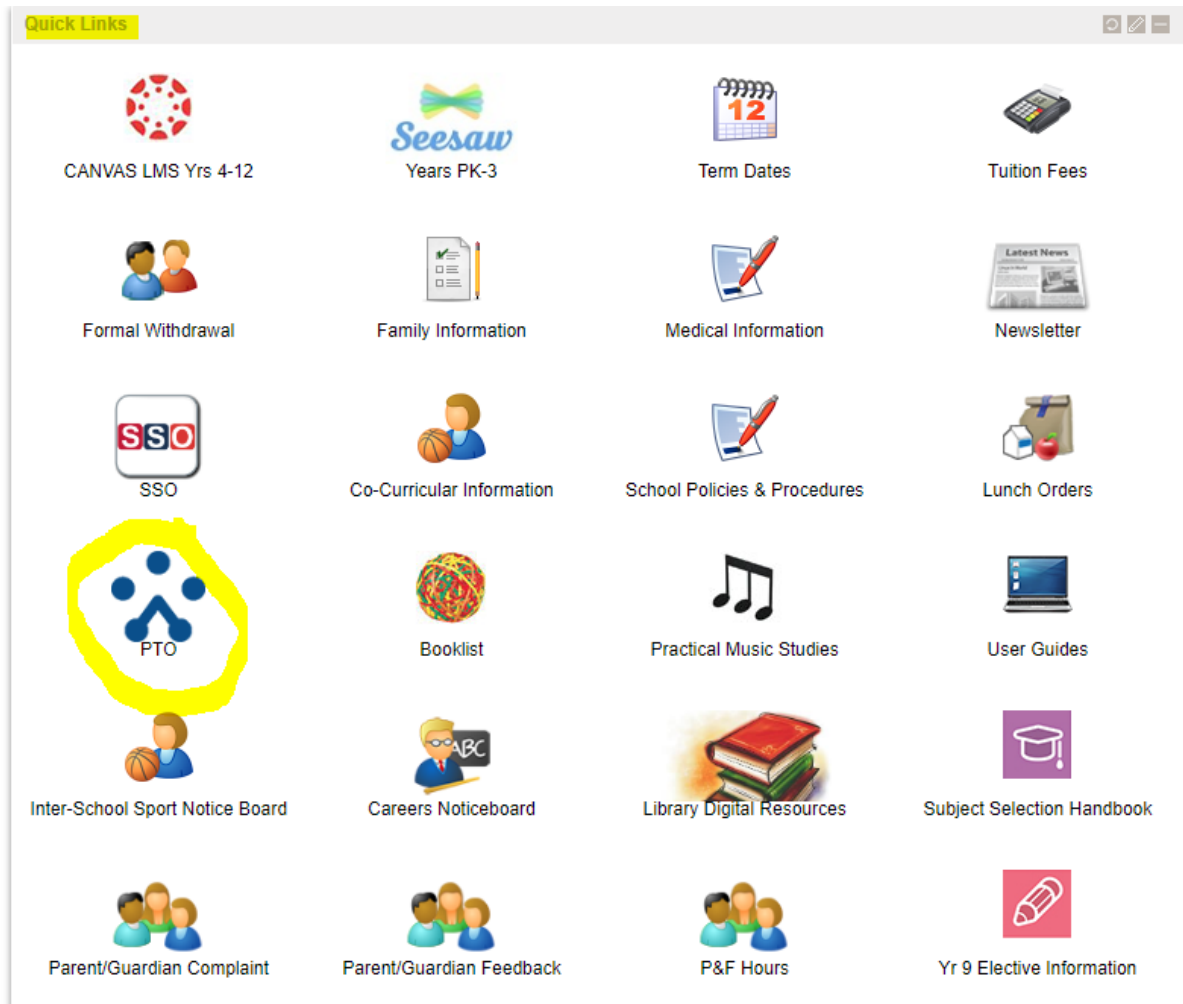 Quick Links
12
Seesaw
CANVAS LMS Yrs 4-12
Years PK-3
Term Dates
Tuition Fees
Latest News
Formal Withdrawal
Family Information
Medical Information
Newsletter
SSO
SSO
Co-Curricular Information
School Policies & Procedures
Lunch Orders
PTO
Booklist
Practical Music Studies
User Guides
ABC
Inter-School Sport Notice Board
Careers Noticeboard
Library Digital Resources
Subject Selection Handbook
Parent/Guardian Complaint
Parent/Guardian Feedback
P&F Hours
Yr 9 Elective Information